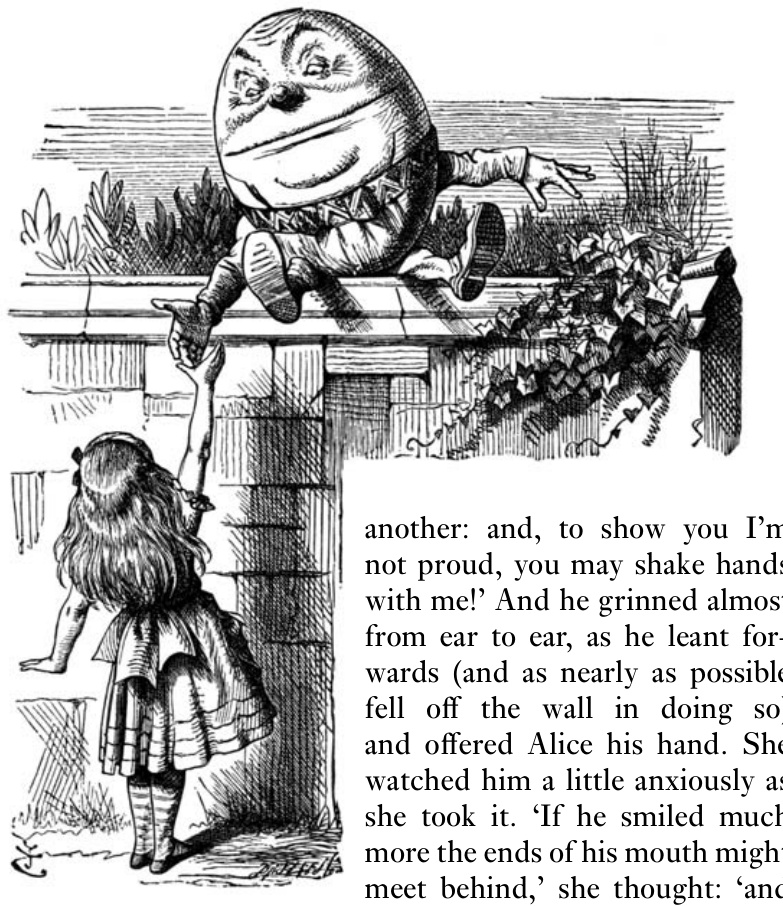 another: and, to show you I’m
not proud, you may shake hands
with me!’ And he grinned almost
from ear to ear, as he leant for-
wards (and as nearly as possible
fell off the wall in doing so)
and offered Alice his hand. She
watched him a little anxiously as
she took it. ‘If he smiled much
more the ends of his mouth might
meet behind,’ she thought: ‘and